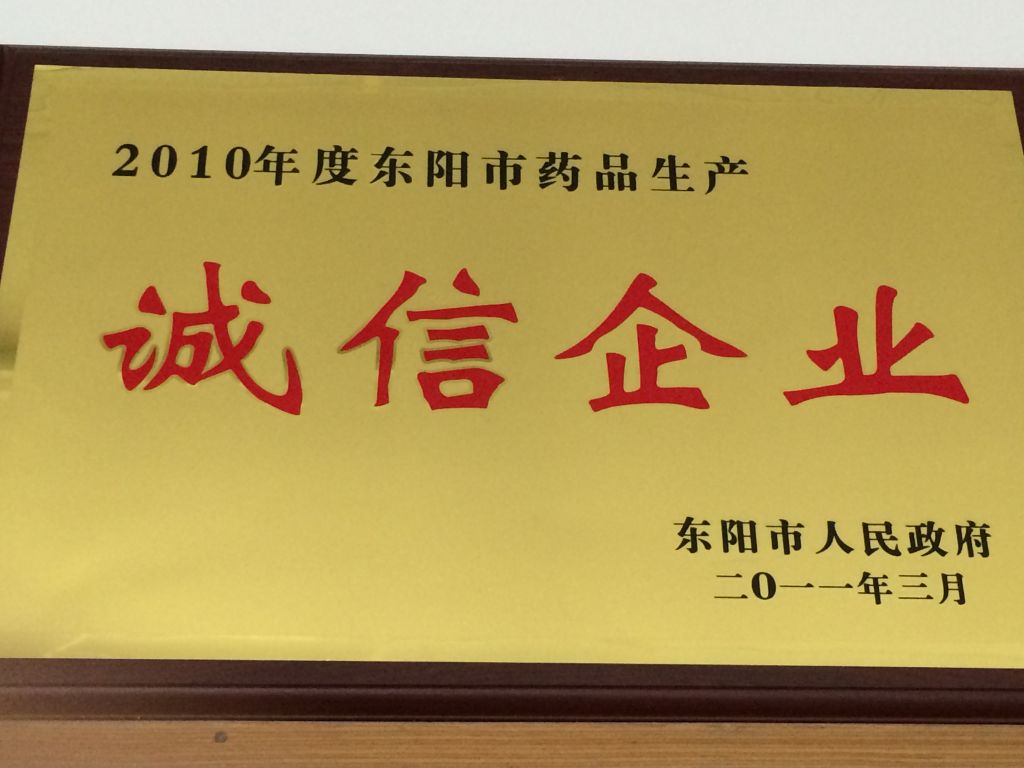 2010年度东阳市药品生产
诚信企业
东阳市人民政府
二0一一年三月